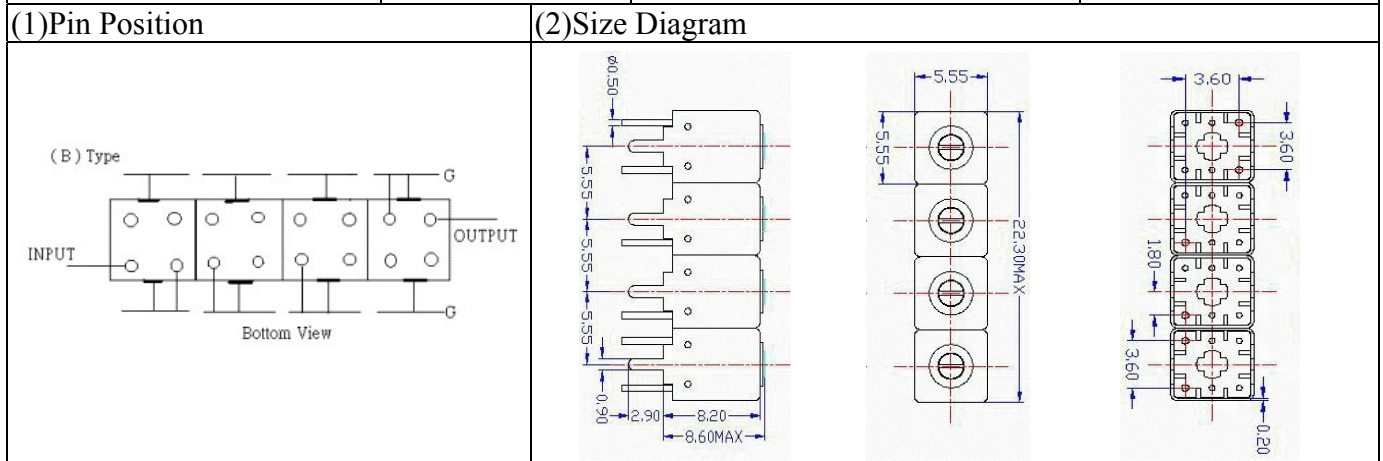 (1)Pin Position
(2)Size Diagram
(B)Type
G
INPUT
OUTPUT
G
Bottom View
ø0.50
5.55
5.55
5.55
0.90
2.90
8.20
8.60MAX
5.55
5.55
22.30MAX
3.60
3.60
1.80
3.60
0.20